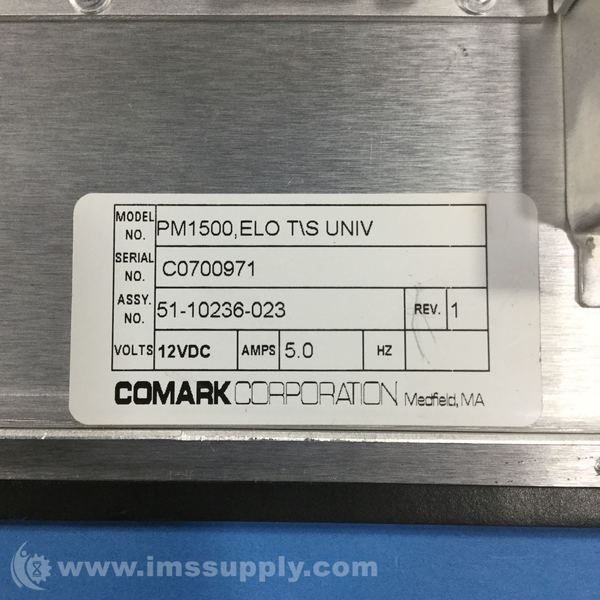 MODEL NO. PM1500,ELO T\S UNIV
SERIAL NO. C0700971
ASSY. NO. 51-10236-023 REV. 1
VOLTS 12VDC AMPS 5.0 HZ
COMARK CORPORATION Medfield, MA
www.imssupply.com